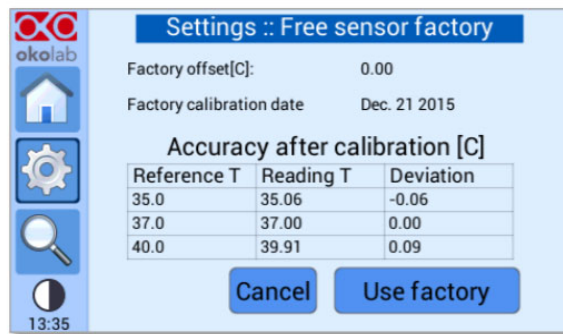 Settings :: Free sensor factory
okolab
Factory offset[C]: 0.00
Factory calibration date Dec. 21 2015
Accuracy after calibration [C]
Reference T Reading T Deviation
35.0 35.06 -0.06
37.0 37.00 0.00
40.0 39.91 0.09
Cancel Use factory
13:35